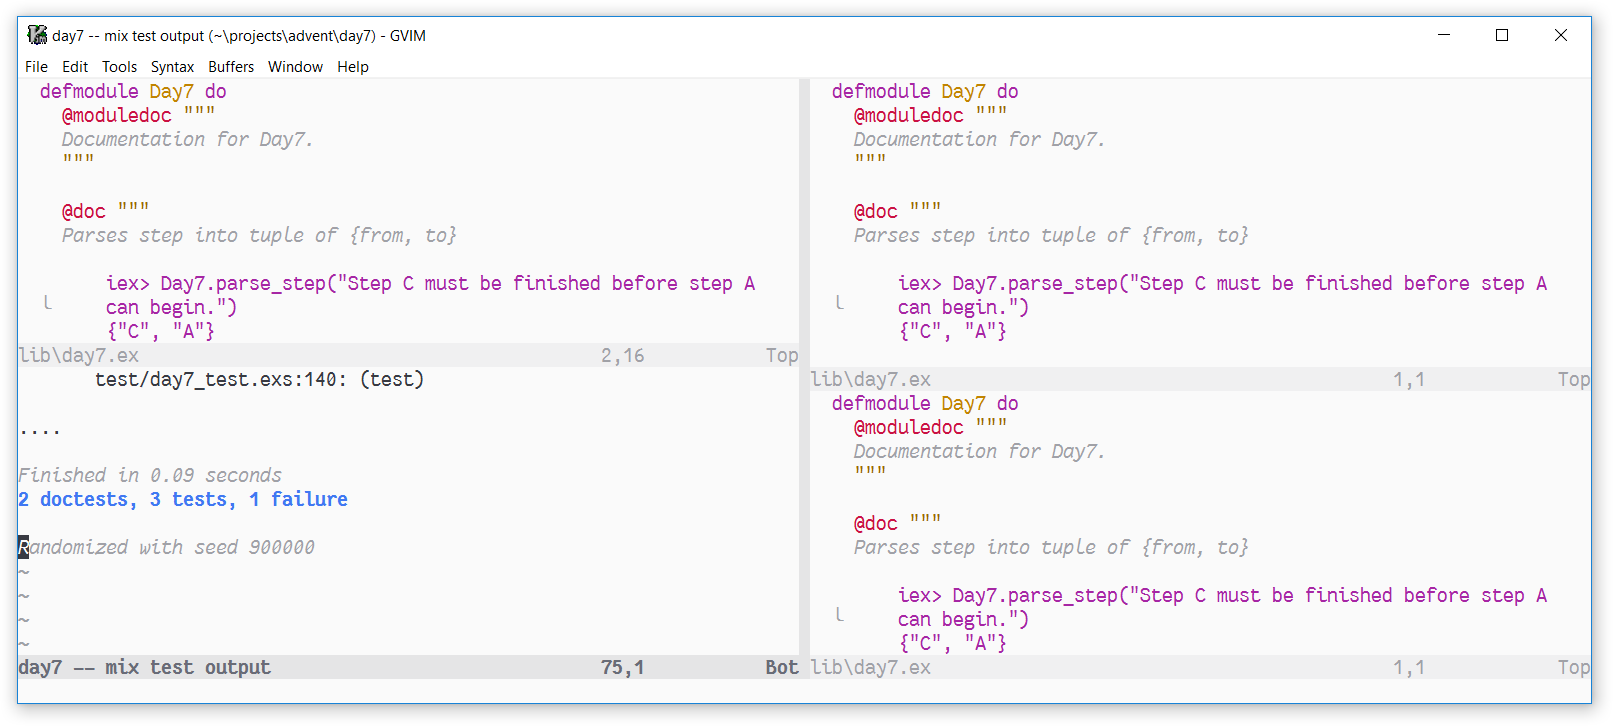 day7 -- mix test output (~\projects\advent\day7) - GVIM
File Edit Tools Syntax Buffers Window Help
defmodule Day7 do
@moduledoc """
Documentation for Day7.
"""
@doc """
Parses step into tuple of {from, to}
iex> Day7.parse_step("Step C must be finished before step A
can begin.")
{"C", "A"}
lib\day7.ex 2,16 Top
test/day7_test.exs:140: (test)
....
Finished in 0.09 seconds
2 doctests, 3 tests, 1 failure
Randomized with seed 900000
~
~
~
~
day7 -- mix test output 75,1 Bot
defmodule Day7 do
@moduledoc """
Documentation for Day7.
"""
@doc """
Parses step into tuple of {from, to}
iex> Day7.parse_step("Step C must be finished before step A
can begin.")
{"C", "A"}
lib\day7.ex 1,1 Top
defmodule Day7 do
@moduledoc """
Documentation for Day7.
"""
@doc """
Parses step into tuple of {from, to}
iex> Day7.parse_step("Step C must be finished before step A
can begin.")
{"C", "A"}
lib\day7.ex 1,1 Top